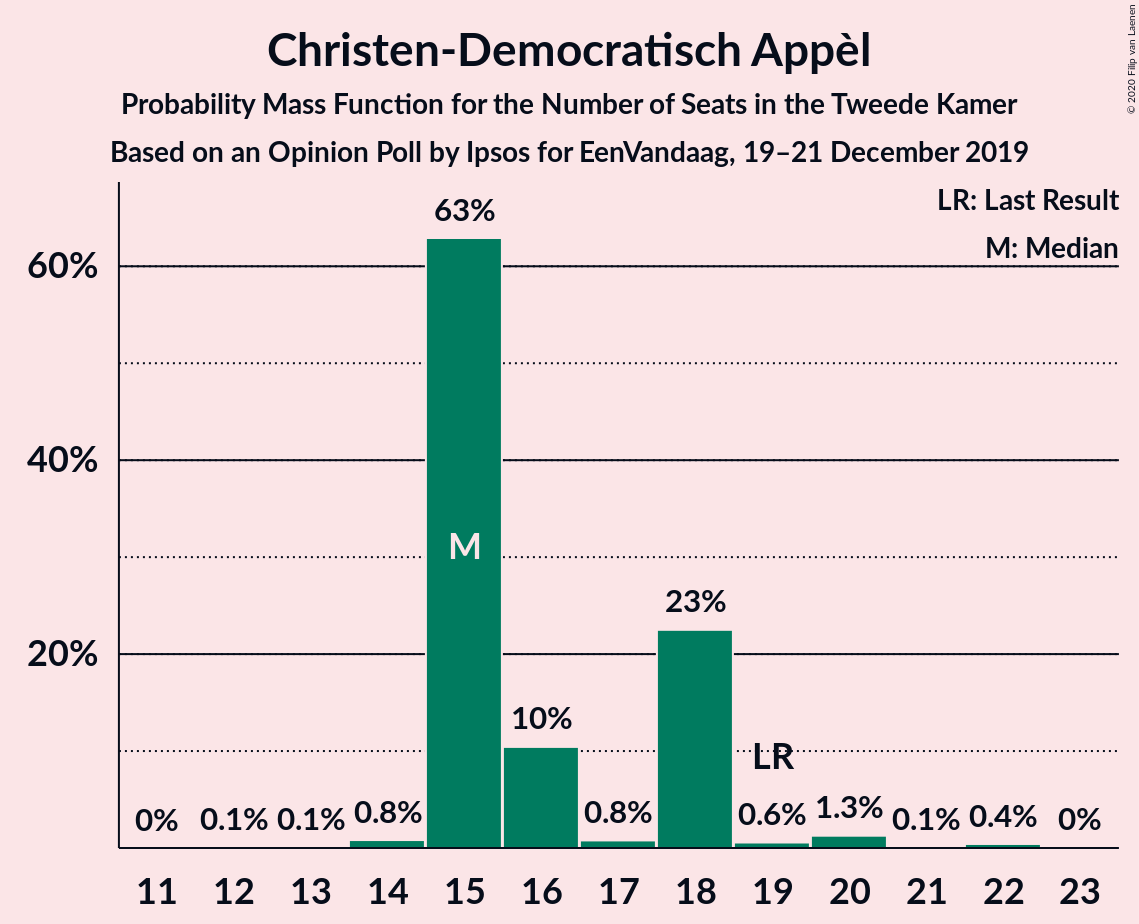 Christen-Democratisch Appèl
Probability Mass Function for the Number of Seats in the Tweede Kamer
Based on an Opinion Poll by Ipsos for EenVandaag, 19–21 December 2019
© 2020 Filip van Laenen
LR: Last Result
M: Median
60%
40%
20%
0%
0.1%
0.1%
0.8%
63%
M
10%
0.8%
23%
LR
0.6%
1.3%
0.1%
0.4%
0%
11 12 13 14 15 16 17 18 19 20 21 22 23